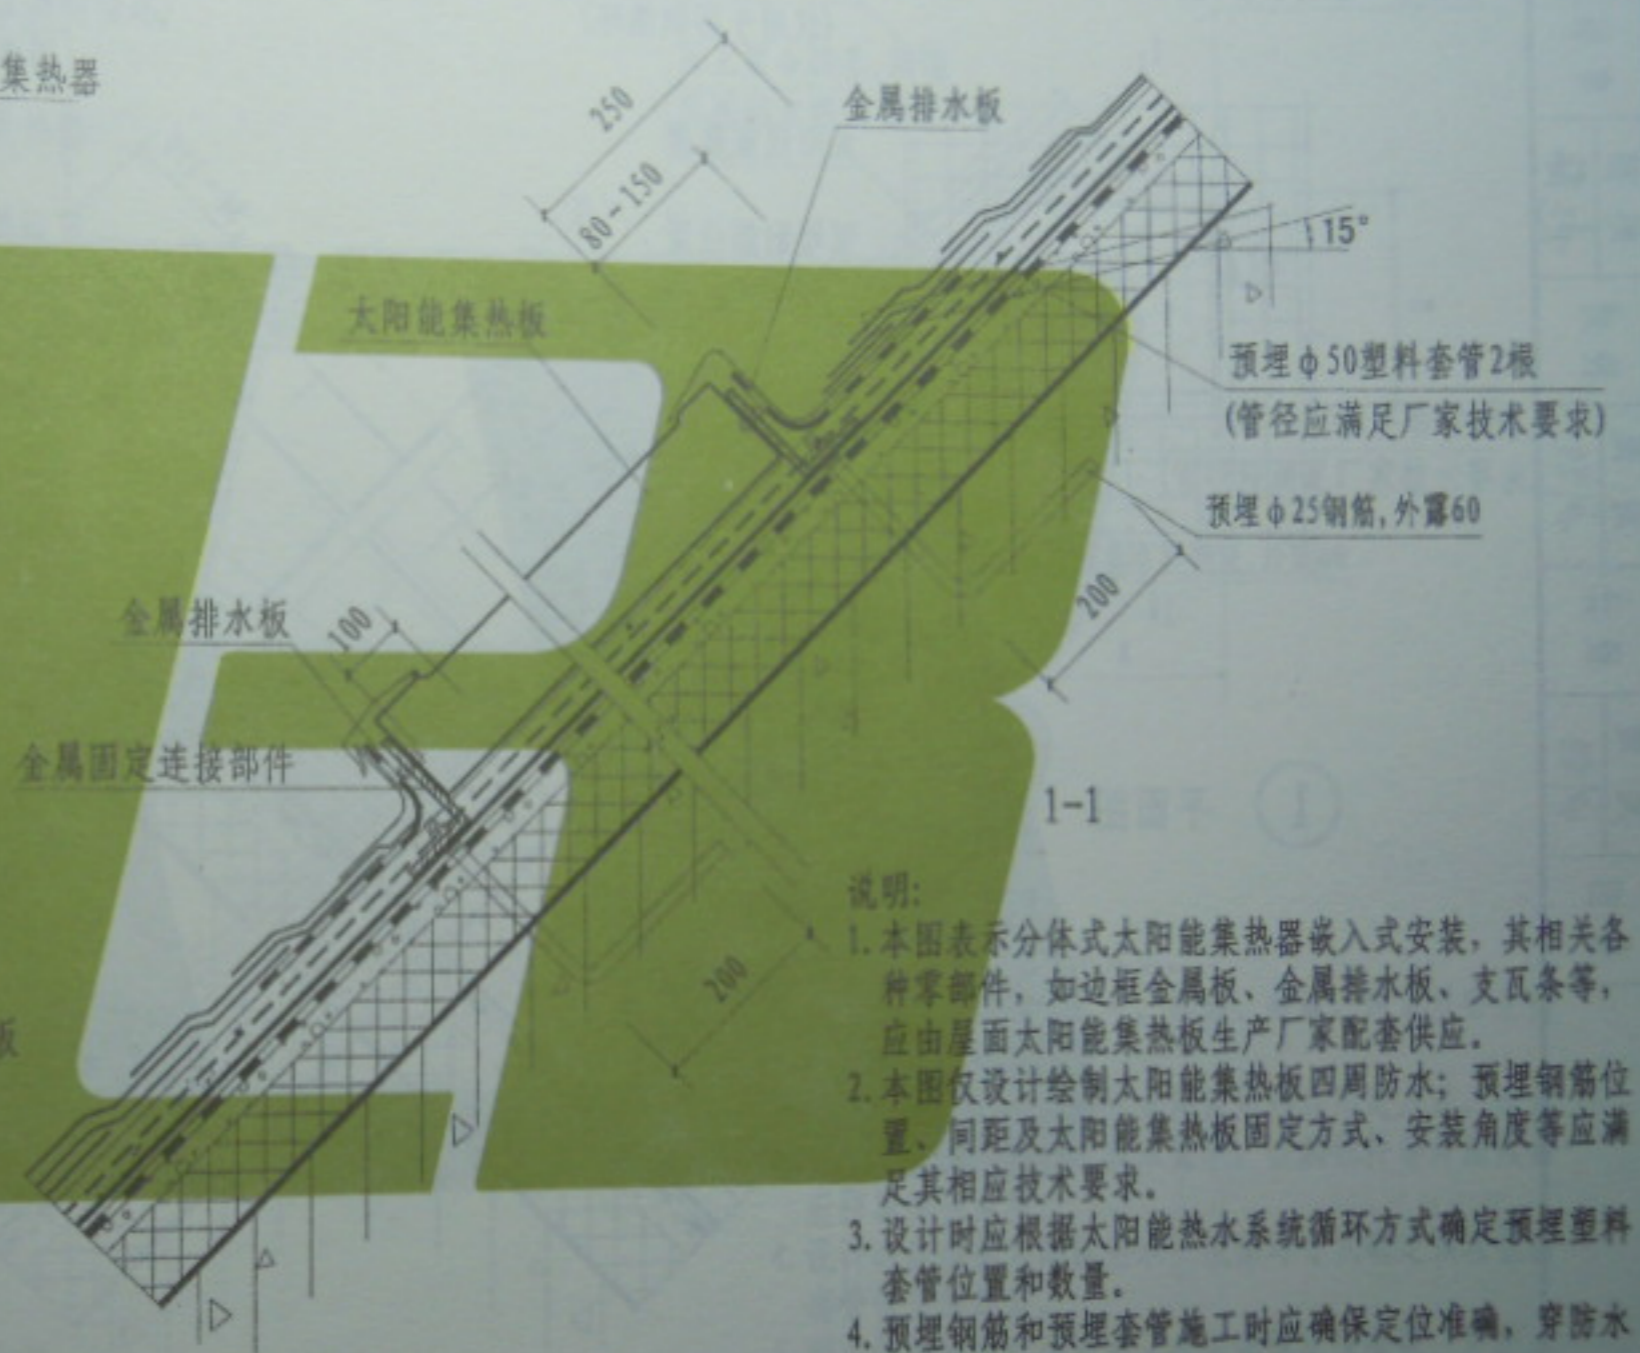 集热器
250
金属排水板
80~150
15°
太阳能集热板
预埋ф50塑料套管2根
(管径应满足厂家技术要求)
预埋ф25钢筋,外露60
200
金属排水板
100
金属固定连接部件
1-1
200
板
说明:
1. 本图表示分体式太阳能集热器嵌入式安装，其相关各
种零部件，如边框金属板、金属排水板、支瓦条等，
应由屋面太阳能集热板生产厂家配套供应。
2. 本图仅设计绘制太阳能集热板四周防水；预埋钢筋位
置、间距及太阳能集热板固定方式、安装角度等应满
足其相应技术要求。
3. 设计时应根据太阳能热水系统循环方式确定预埋塑料
套管位置和数量。
4. 预埋钢筋和预埋套管施工时应确保定位准确，穿防水